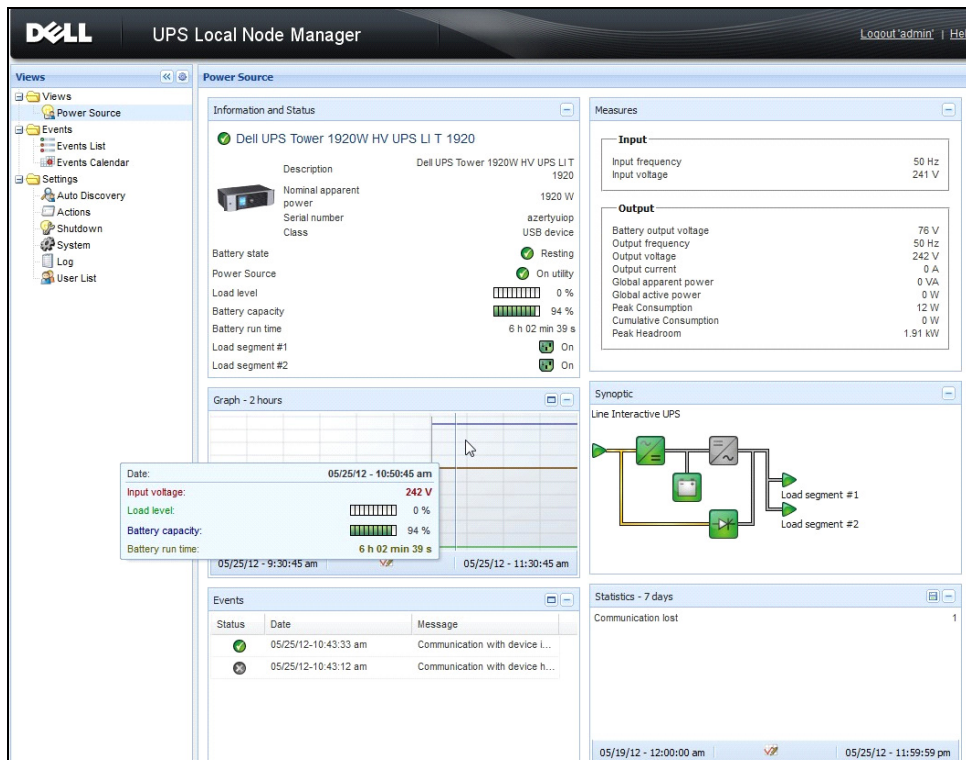 DELL
UPS Local Node Manager
Logout 'admin' | Hel
Views
Views
Power Source
Events
Events List
Events Calendar
Settings
Auto Discovery
Actions
Shutdown
System
Log
User List
Power Source
Information and Status
Dell UPS Tower 1920W HV UPS LI T 1920
Description Dell UPS Tower 1920W HV UPS LI T
1920
Nominal apparent
power 1920 W
Serial number azertyuiop
Class USB device
Battery state Resting
Power Source On utility
Load level 0 %
Battery capacity 94 %
Battery run time 6 h 02 min 39 s
Load segment #1 On
Load segment #2 On
Measures
Input
Input frequency 50 Hz
Input voltage 241 V
Output
Battery output voltage 76 V
Output frequency 50 Hz
Output voltage 242 V
Output current 0 A
Global apparent power 0 VA
Global active power 0 W
Peak Consumption 12 W
Cumulative Consumption 0 W
Peak Headroom 1.91 kW
Graph - 2 hours
Date: 05/25/12 - 10:50:45 am
Input voltage: 242 V
Load level: 0 %
Battery capacity: 94 %
Battery run time: 6 h 02 min 39 s
05/25/12 - 9:30:45 am 05/25/12 - 11:30:45 am
Synoptic
Line Interactive UPS
Load segment #1
Load segment #2
Events
Status Date Message
05/25/12-10:43:33 am Communication with device i...
05/25/12-10:43:12 am Communication with device h...
Statistics - 7 days
Communication lost 1
05/19/12 - 12:00:00 am 05/25/12 - 11:59:59 pm